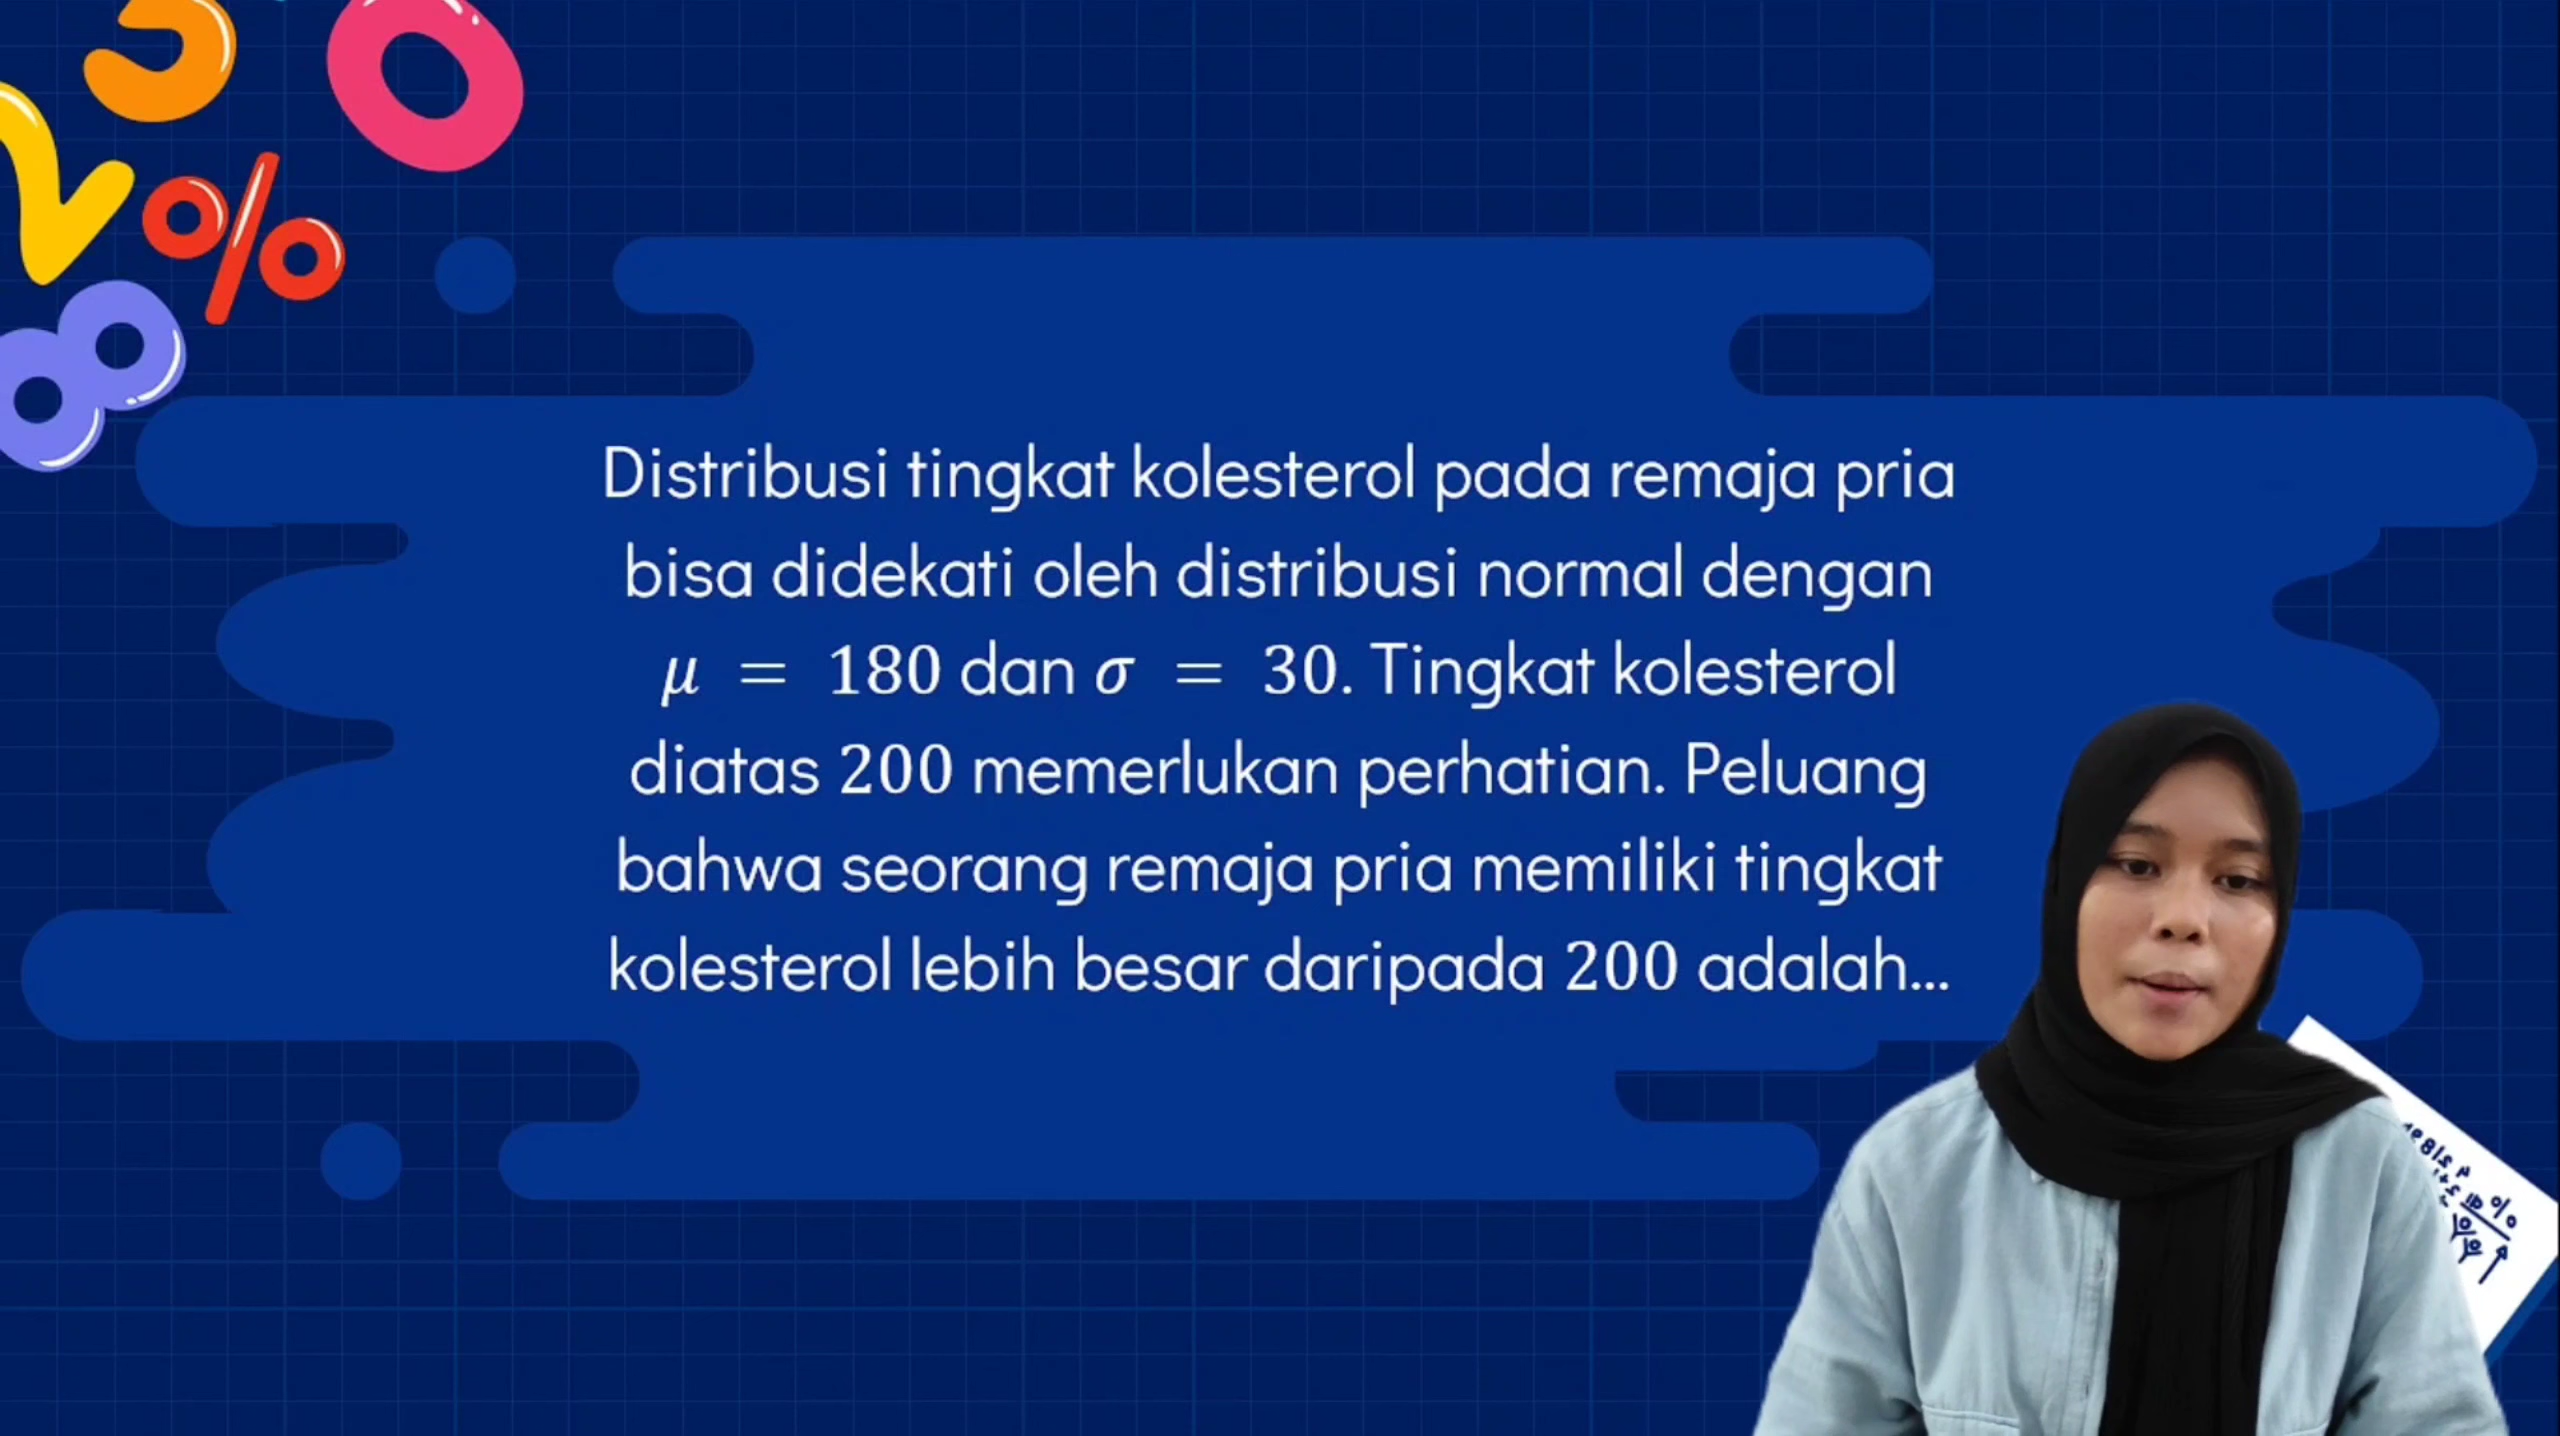 Distribusi tingkat kolesterol pada remaja pria
bisa didekati oleh distribusi normal dengan
μ = 180 dan σ = 30. Tingkat kolesterol
diatas 200 memerlukan perhatian. Peluang
bahwa seorang remaja pria memiliki tingkat
kolesterol lebih besar daripada 200 adalah...